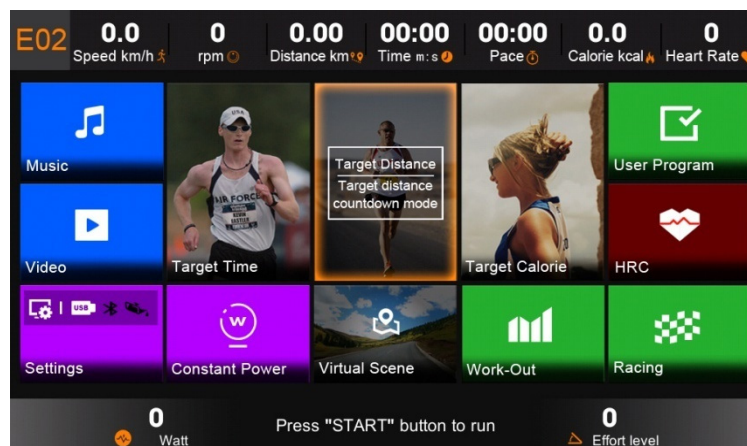 E02
0.0
Speed km/h
0
rpm
0.00
Distance km
00:00
Time m:s
00:00
Pace
0.0
Calorie kcal
0
Heart Rate
Music
Target Time
Target Distance
Target distance
countdown mode
Target Calorie
User Program
Video
HRC
USB
Settings
W
Constant Power
Virtual Scene
Work-Out
Racing
0
Watt
Press "START" button to run
0
Effort level
USA
AIR FORCE